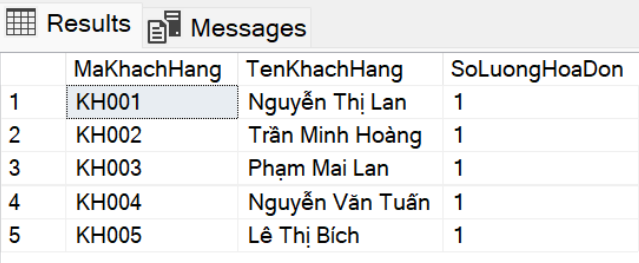 Results Messages
MaKhachHang TenKhachHang SoLuongHoaDon
1 KH001 Nguyễn Thị Lan 1
2 KH002 Trần Minh Hoàng 1
3 KH003 Phạm Mai Lan 1
4 KH004 Nguyễn Văn Tuấn 1
5 KH005 Lê Thị Bích 1